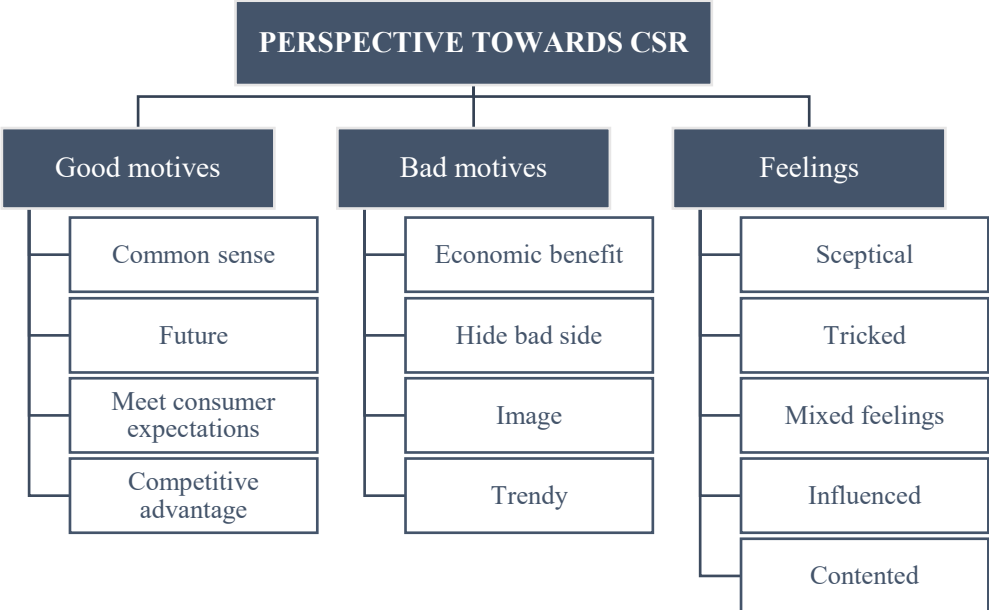 PERSPECTIVE TOWARDS CSR
Good motives
Common sense
Future
Meet consumer
expectations
Competitive
advantage
Bad motives
Economic benefit
Hide bad side
Image
Trendy
Feelings
Sceptical
Tricked
Mixed feelings
Influenced
Contented